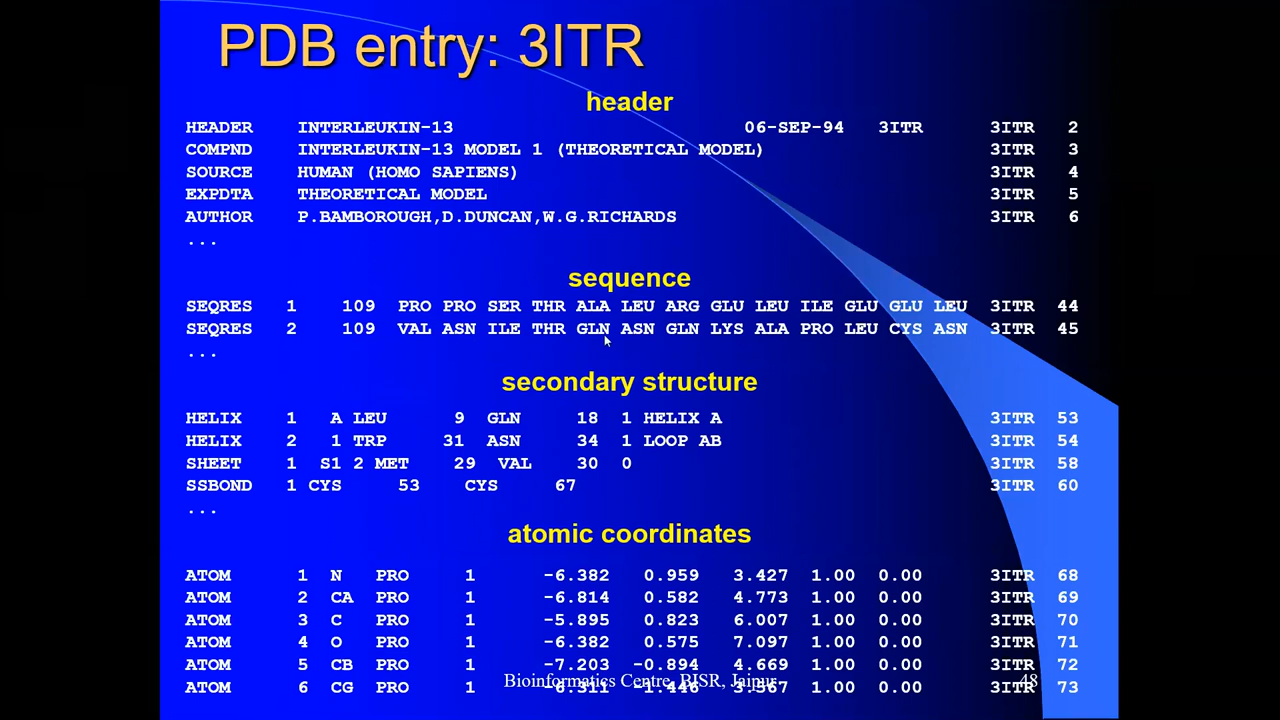 PDB entry: 3ITR
header
HEADER INTERLEUKIN-13 06-SEP-94 3ITR 3ITR 2
COMPND INTERLEUKIN-13 MODEL 1 (THEORETICAL MODEL) 3ITR 3
SOURCE HUMAN (HOMO SAPIENS) 3ITR 4
EXPDTA THEORETICAL MODEL 3ITR 5
AUTHOR P.BAMBOROUGH,D.DUNCAN,W.G.RICHARDS 3ITR 6
...
sequence
SEQRES 1 109 PRO PRO SER THR ALA LEU ARG GLU LEU ILE GLU GLU LEU 3ITR 44
SEQRES 2 109 VAL ASN ILE THR GLN ASN GLN LYS ALA PRO LEU CYS ASN 3ITR 45
...
secondary structure
HELIX 1 A LEU 9 GLN 18 1 HELIX A 3ITR 53
HELIX 2 1 TRP 31 ASN 34 1 LOOP AB 3ITR 54
SHEET 1 S1 2 MET 29 VAL 30 0 3ITR 58
SSBOND 1 CYS 53 CYS 67 3ITR 60
...
atomic coordinates
ATOM 1 N PRO 1 -6.382 0.959 3.427 1.00 0.00 3ITR 68
ATOM 2 CA PRO 1 -6.814 0.582 4.773 1.00 0.00 3ITR 69
ATOM 3 C PRO 1 -5.895 0.823 6.007 1.00 0.00 3ITR 70
ATOM 4 O PRO 1 -6.382 0.575 7.097 1.00 0.00 3ITR 71
ATOM 5 CB PRO 1 -7.203 -0.894 4.669 1.00 0.00 3ITR 72
Bioinformatics Centre, BISR, Jaipur 48
ATOM 6 CG PRO 1 1.00 0.00 3ITR 73